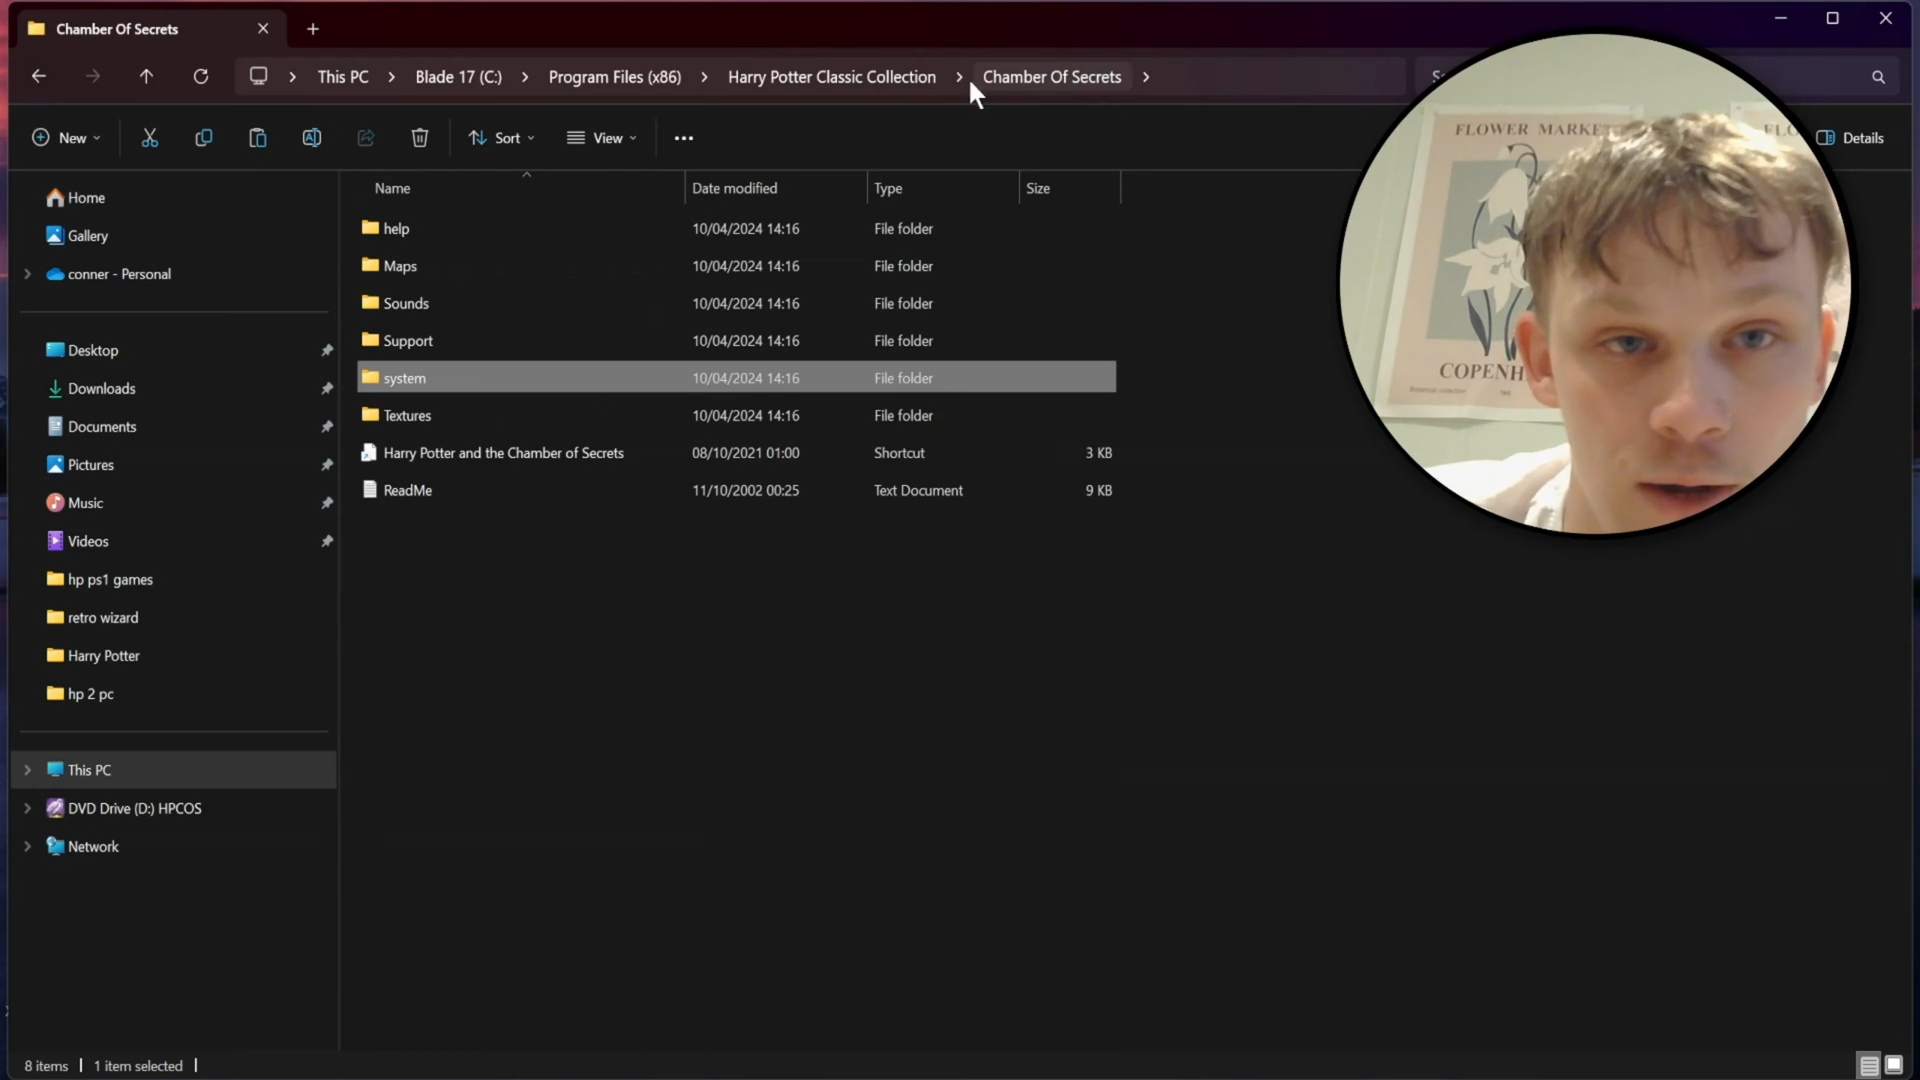 Chamber Of Secrets
This PC > Blade 17 (C:) > Program Files (x86) > Harry Potter Classic Collection > Chamber Of Secrets >
New Sort View ... Details
Name Date modified Type Size
help 10/04/2024 14:16 File folder
Maps 10/04/2024 14:16 File folder
Sounds 10/04/2024 14:16 File folder
Support 10/04/2024 14:16 File folder
system 10/04/2024 14:16 File folder
Textures 10/04/2024 14:16 File folder
Harry Potter and the Chamber of Secrets 08/10/2021 01:00 Shortcut 3 KB
ReadMe 11/10/2002 00:25 Text Document 9 KB
Home
Gallery
conner - Personal
Desktop
Downloads
Documents
Pictures
Music
Videos
hp ps1 games
retro wizard
Harry Potter
hp 2 pc
This PC
DVD Drive (D:) HPCOS
Network
8 items | 1 item selected |
FLOWER MARKE
FLO
COPENH